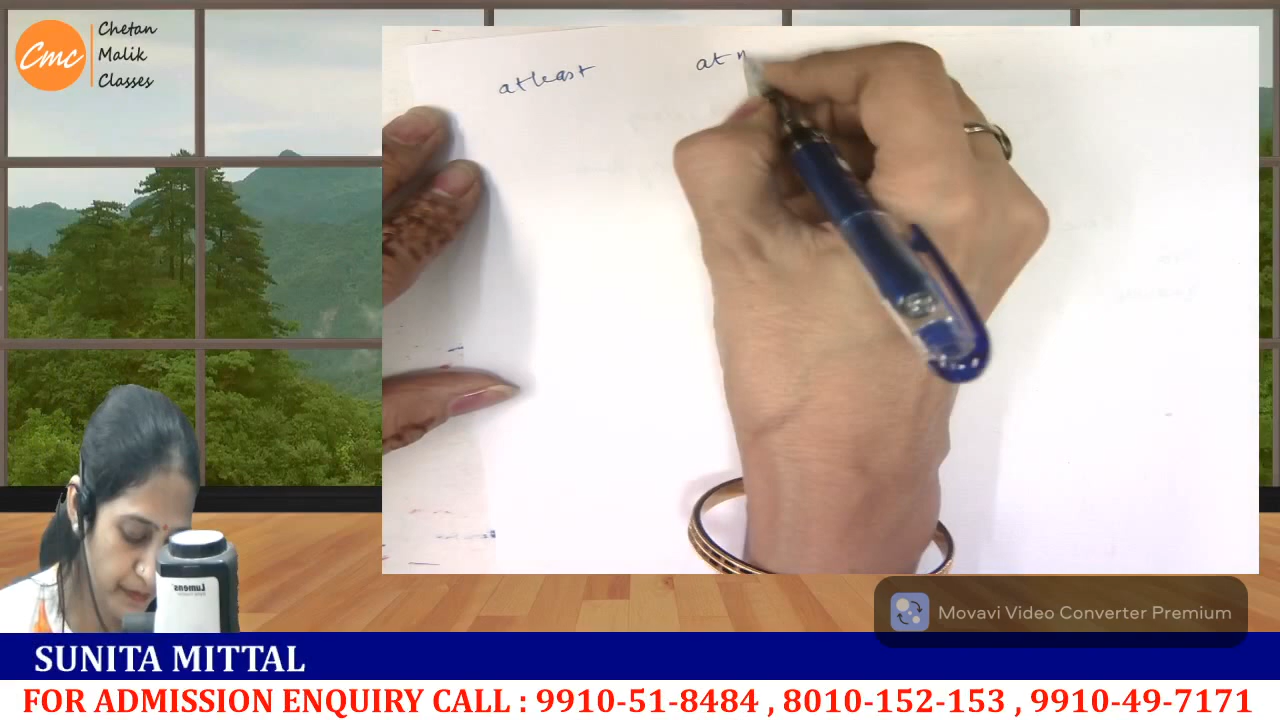 Cmc
Chetan
Malik
Classes
atleast
at
Lumens
Movavi Video Converter Premium
SUNITA MITTAL
FOR ADMISSION ENQUIRY CALL : 9910-51-8484 , 8010-152-153 , 9910-49-7171